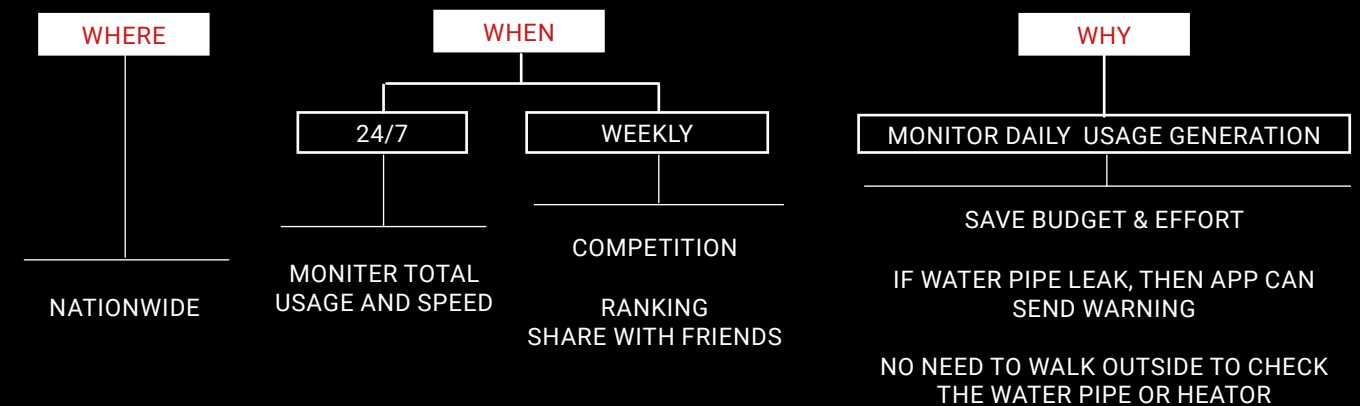 WHERE
NATIONWIDE
WHEN
24/7
MONITER TOTAL
USAGE AND SPEED
WEEKLY
COMPETITION
RANKING
SHARE WITH FRIENDS
WHY
MONITOR DAILY USAGE GENERATION
SAVE BUDGET & EFFORT
IF WATER PIPE LEAK, THEN APP CAN
SEND WARNING
NO NEED TO WALK OUTSIDE TO CHECK
THE WATER PIPE OR HEATOR